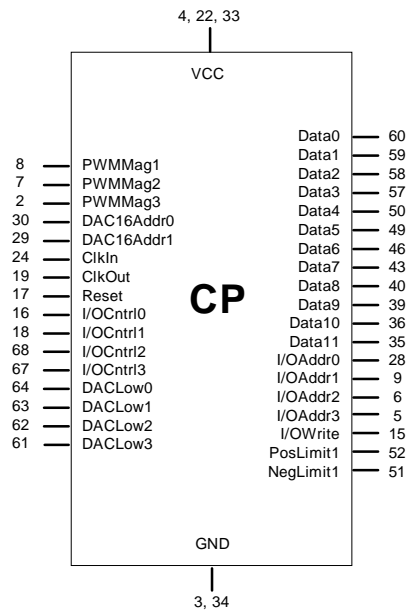 4, 22, 33
VCC
8 PWMMag1
7 PWMMag2
2 PWMMag3
30 DAC16Addr0
29 DAC16Addr1
24 ClkIn
19 ClkOut
17 Reset
16 I/OCntrl0
18 I/OCntrl1
68 I/OCntrl2
67 I/OCntrl3
64 DACLow0
63 DACLow1
62 DACLow2
61 DACLow3
CP
Data0 60
Data1 59
Data2 58
Data3 57
Data4 50
Data5 49
Data6 46
Data7 43
Data8 40
Data9 39
Data10 36
Data11 35
I/OAddr0 28
I/OAddr1 9
I/OAddr2 6
I/OAddr3 5
I/OWrite 15
PosLimit1 52
NegLimit1 51
GND
3, 34